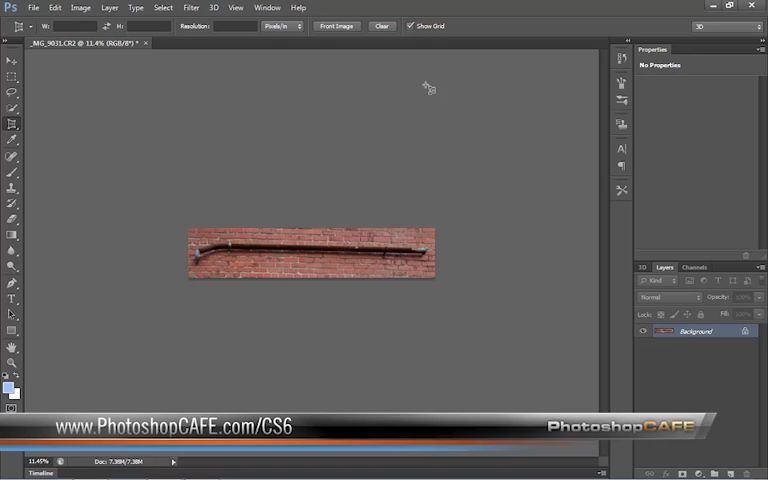 Ps File Edit Image Layer Type Select Filter 3D View Window Help
W: H: Resolution: Pixels/in Front Image Clear Show Grid 3D
_MG_9031.CR2 @ 11.4% (RGB/8*) * ×
Properties
No Properties
3D Layers Channels
Kind
Normal Opacity: 100%
Lock: Fill: 100%
Background
www.PhotoshopCAFE.com/CS6 PhotoshopCAFE
11.45% Doc: 7.38M/7.38M
Timeline